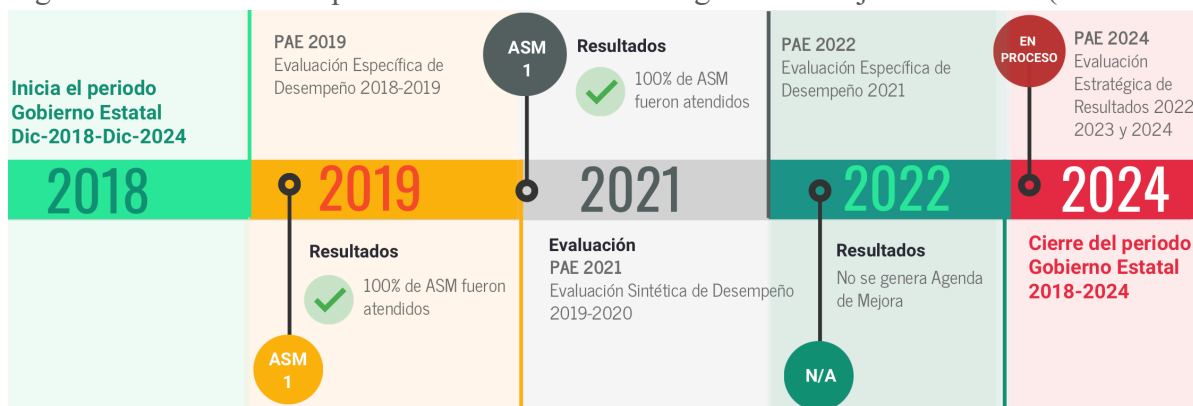 Inicia el periodo
Gobierno Estatal
Dic-2018-Dic-2024
2018
PAE 2019
Evaluación Específica de
Desempeño 2018-2019
2019
Resultados
100% de ASM fueron
atendidos
ASM
1
ASM
1
Resultados
100% de ASM
fueron atendidos
2021
Evaluación
PAE 2021
Evaluación Sintética de Desempeño
2019-2020
PAE 2022
Evaluación Específica de
Desempeño 2021
2022
Resultados
No se genera Agenda
de Mejora
N/A
EN
PROCESO
PAE 2024
Evaluación
Estratégica de
Resultados 2022
2023 y 2024
2024
Cierre del periodo
Gobierno Estatal
2018-2024